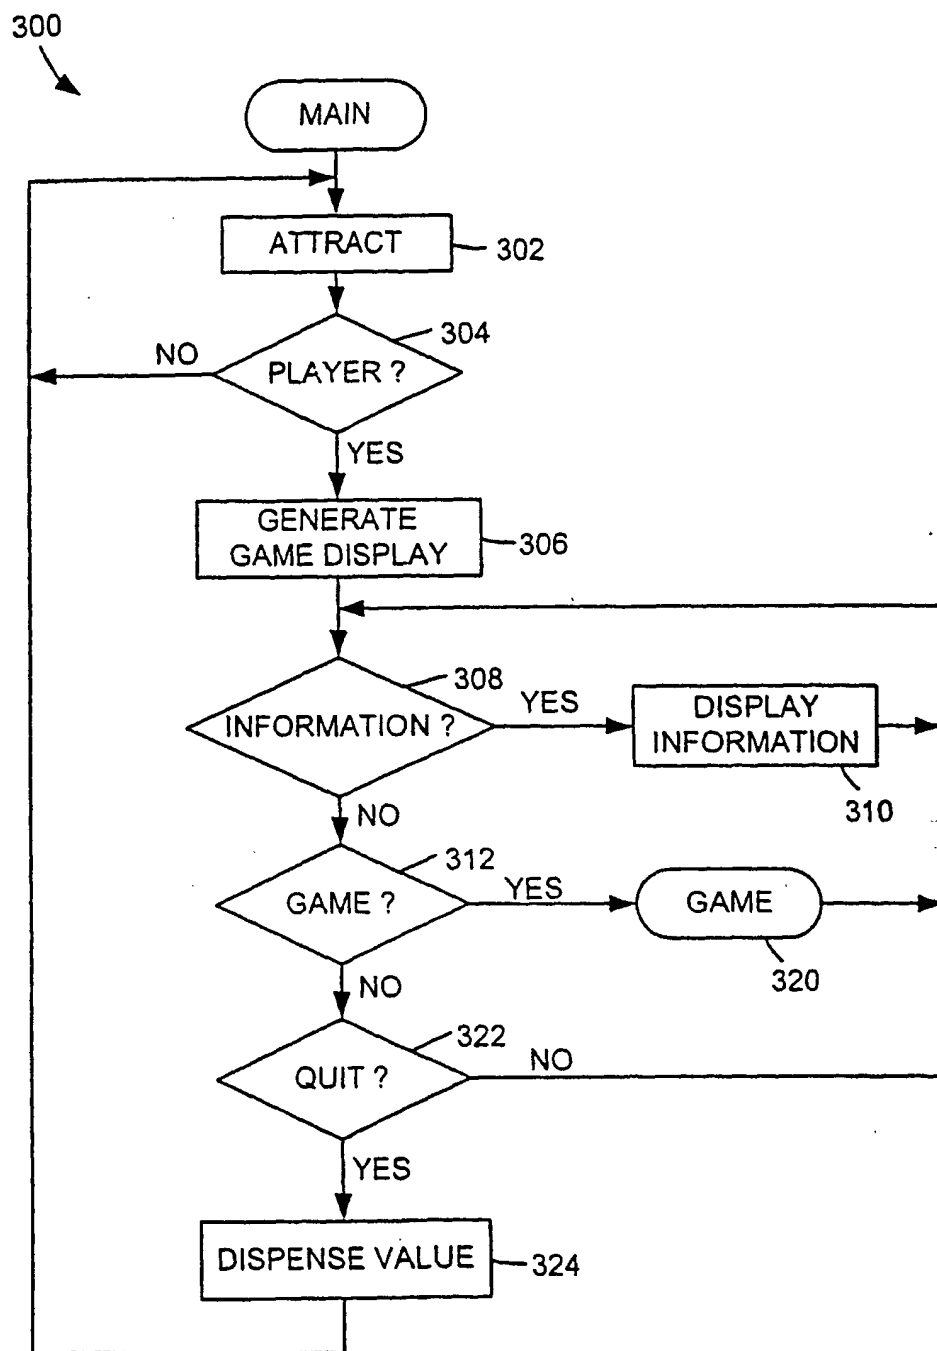 300
MAIN
ATTRACT
302
304
NO
PLAYER ?
YES
GENERATE
GAME DISPLAY
306
308
INFORMATION ?
YES
DISPLAY
INFORMATION
310
NO
312
GAME ?
YES
GAME
320
NO
322
QUIT ?
NO
YES
DISPENSE VALUE
324